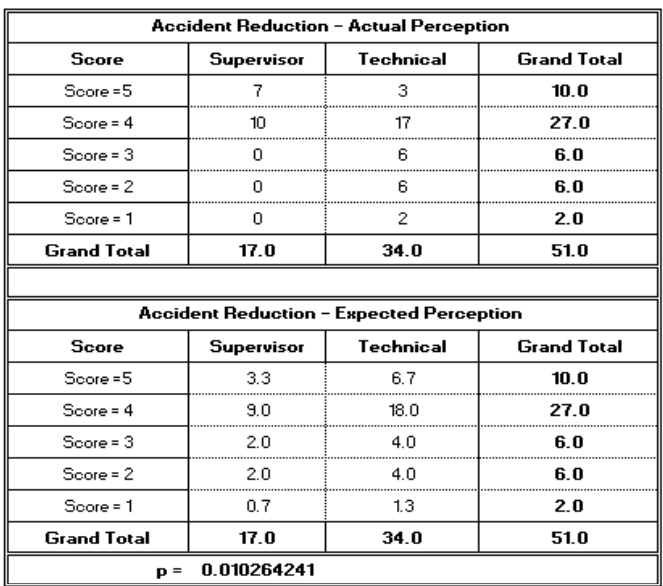 Accident Reduction - Actual Perception
Score Supervisor Technical Grand Total
Score =5 7 3 10.0
Score = 4 10 17 27.0
Score = 3 0 6 6.0
Score = 2 0 6 6.0
Score = 1 0 2 2.0
Grand Total 17.0 34.0 51.0
Accident Reduction - Expected Perception
Score Supervisor Technical Grand Total
Score =5 3.3 6.7 10.0
Score = 4 9.0 18.0 27.0
Score = 3 2.0 4.0 6.0
Score = 2 2.0 4.0 6.0
Score = 1 0.7 1.3 2.0
Grand Total 17.0 34.0 51.0
p = 0.010264241